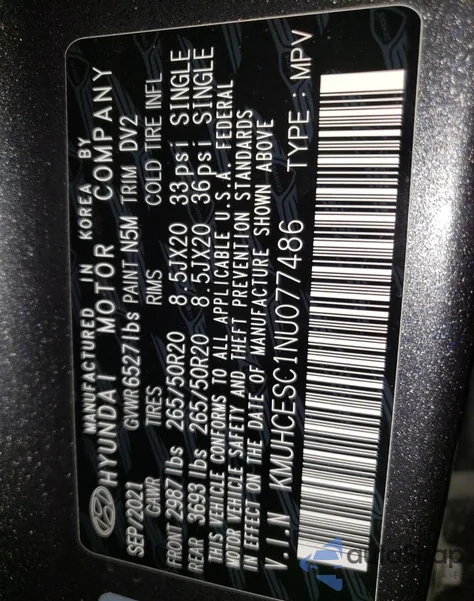 MANUFACTURED IN KOREA BY
HYUNDAI MOTOR COMPANY
SEP/2021 GVWR 6527lbs PAINT N5M TRIM DV2
GAWR TIRES RIMS COLD TIRE INFL
FRONT 2987lbs 265/50R20 8.5JX20 33psi SINGLE
REAR 3693lbs 265/50R20 8.5JX20 36psi SINGLE
THIS VEHICLE CONFORMS TO ALL APPLICABLE U.S.A. FEDERAL
MOTOR VEHICLE SAFETY AND THEFT PREVENTION STANDARDS
IN EFFECT ON THE DATE OF MANUFACTURE SHOWN ABOVE
V.I.N KMUHCESC1NU077486 TYPE : MPV